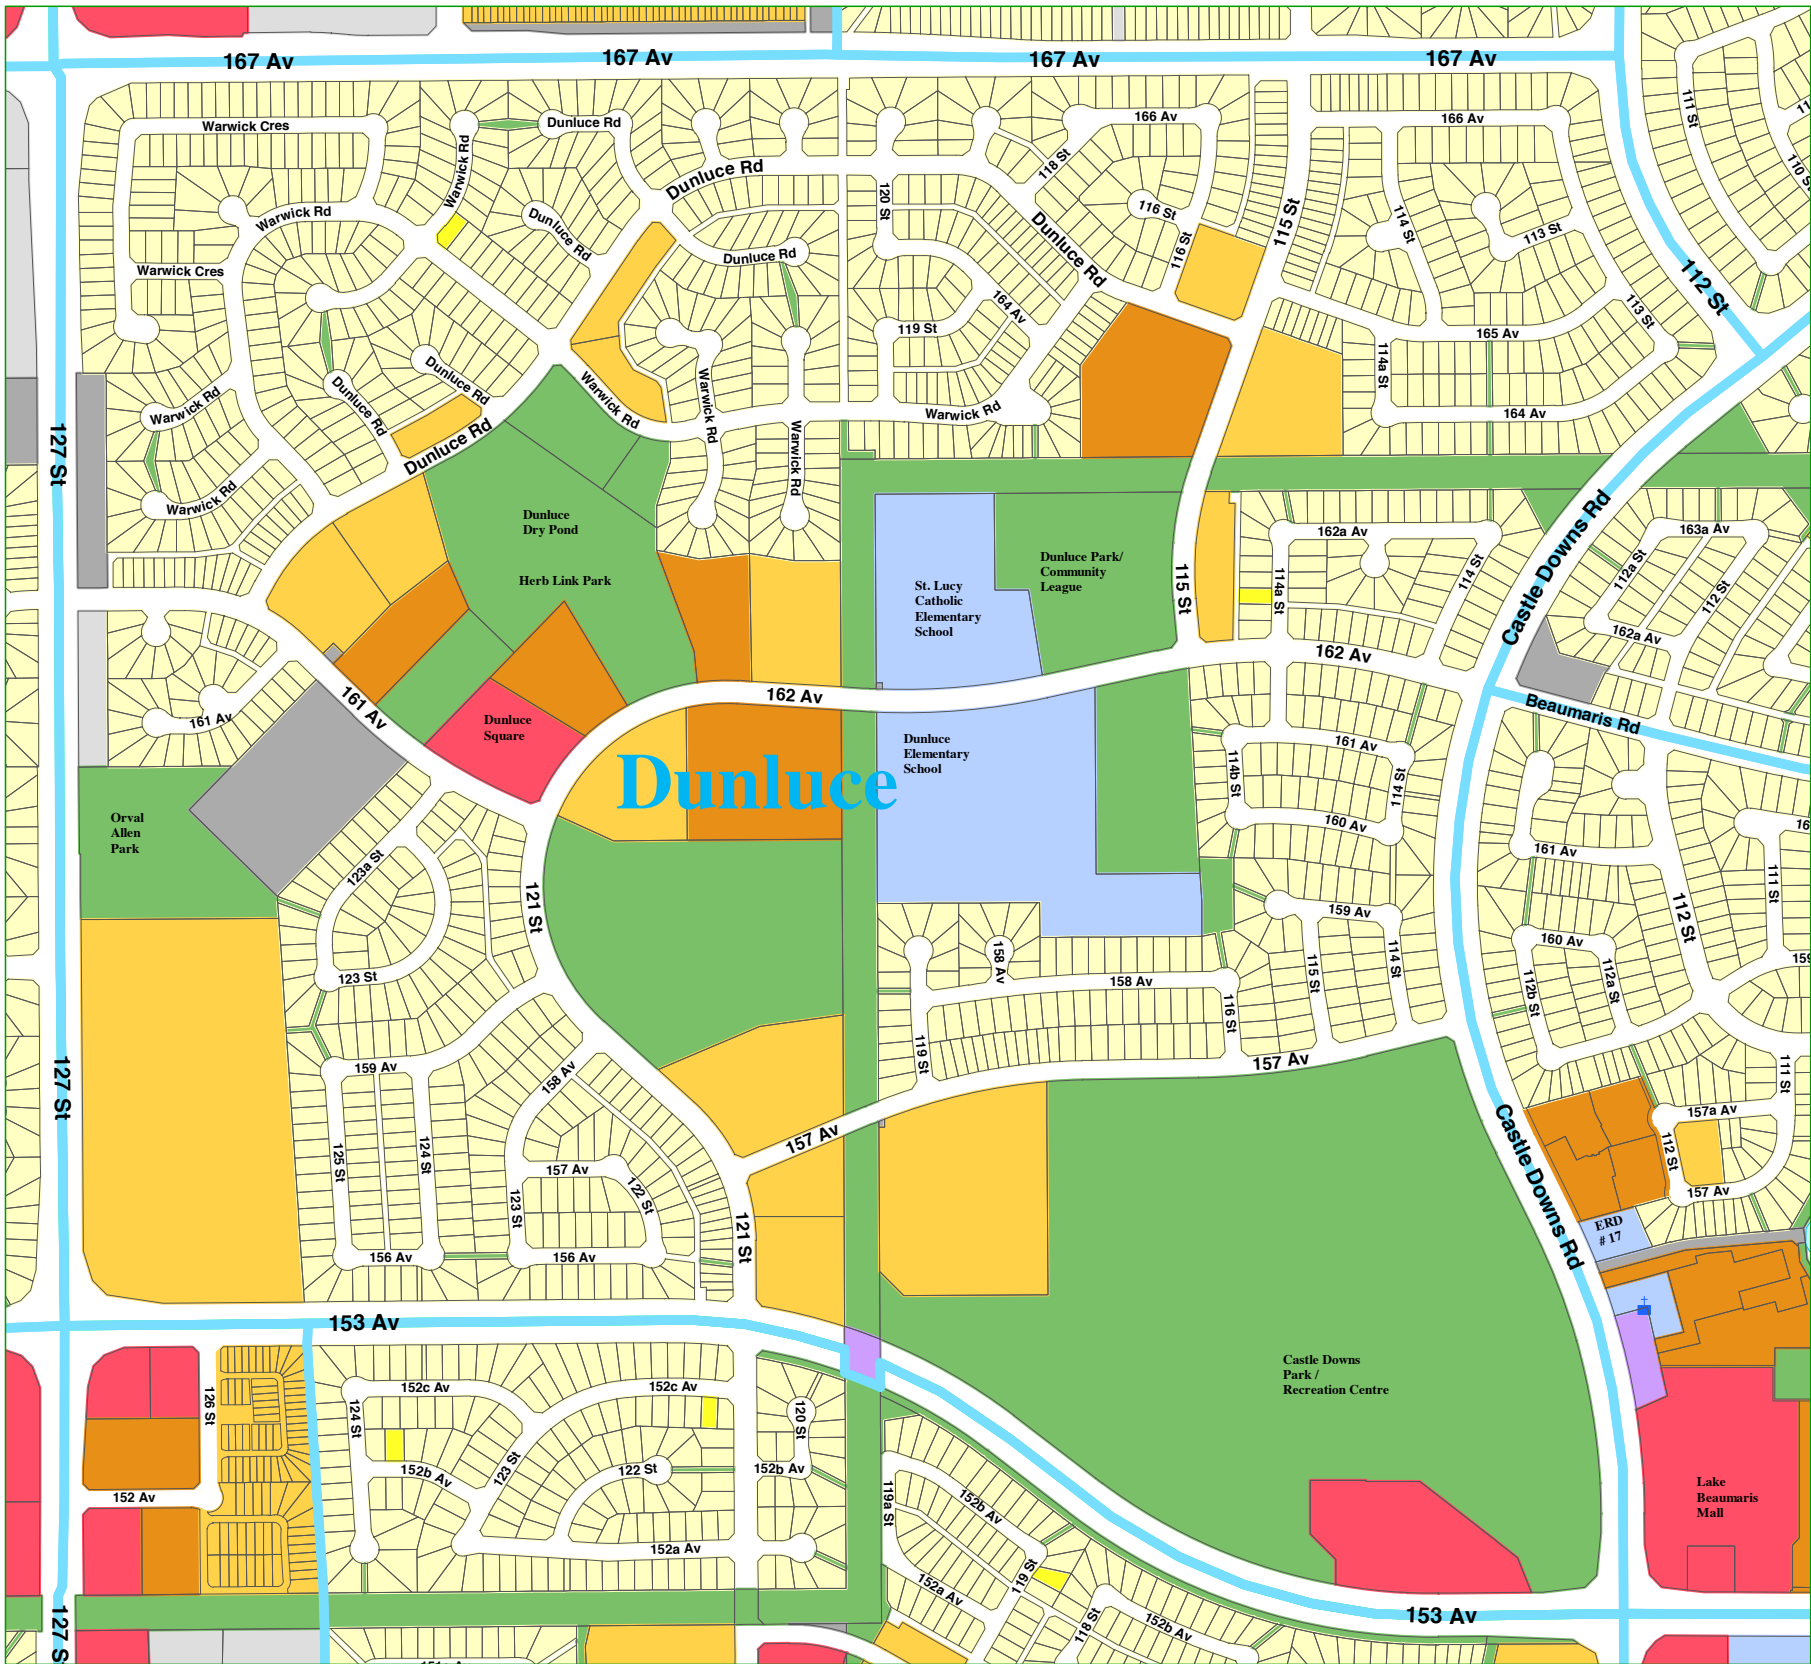 167 Av
167 Av
167 Av
167 Av
Warwick Cres
Dunluce Rd
166 Av
166 Av
111 St
110 St
Warwick Rd
Dunluce Rd
118 St
120 St
Warwick Rd
Dunluce Rd
116 St
115 St
114 St
113 St
Dunluce Rd
116 St
Warwick Cres
Dunluce Rd
112 St
164 Av
113 St
119 St
165 Av
Dunluce Rd
Dunluce Rd
Warwick Rd
Warwick Rd
114a St
Warwick Rd
Warwick Rd
164 Av
Dunluce Rd
Warwick Rd
127 St
Warwick Rd
Dunluce
Dry Pond
Herb Link Park
St. Lucy
Catholic
Elementary
School
Dunluce Park/
Community
League
115 St
162a Av
114a St
114 St
Castle Downs Rd
163a Av
112a St
112 St
162a Av
162 Av
161 Av
161 Av
162 Av
Beaumaris Rd
Dunluce
Square
Dunluce
Elementary
School
Dunluce
114b St
161 Av
114 St
160 Av
Orval
Allen
Park
123a St
121 St
161 Av
111 St
112 St
159 Av
160 Av
123 St
158 Av
158 Av
115 St
114 St
112b St
112a St
116 St
119 St
157 Av
159 Av
158 Av
127 St
111 St
157a Av
157 Av
125 St
124 St
157 Av
123 St
122 St
112 St
157 Av
Castle Downs Rd
ERD
# 17
156 Av
156 Av
121 St
153 Av
Castle Downs
Park /
Recreation Centre
126 St
124 St
152c Av
152c Av
120 St
152b Av
123 St
122 St
152b Av
152 Av
119a St
152b Av
Lake
Beaumaris
Mall
152a Av
119 St
152a Av
118 St
152b Av
153 Av
127 S